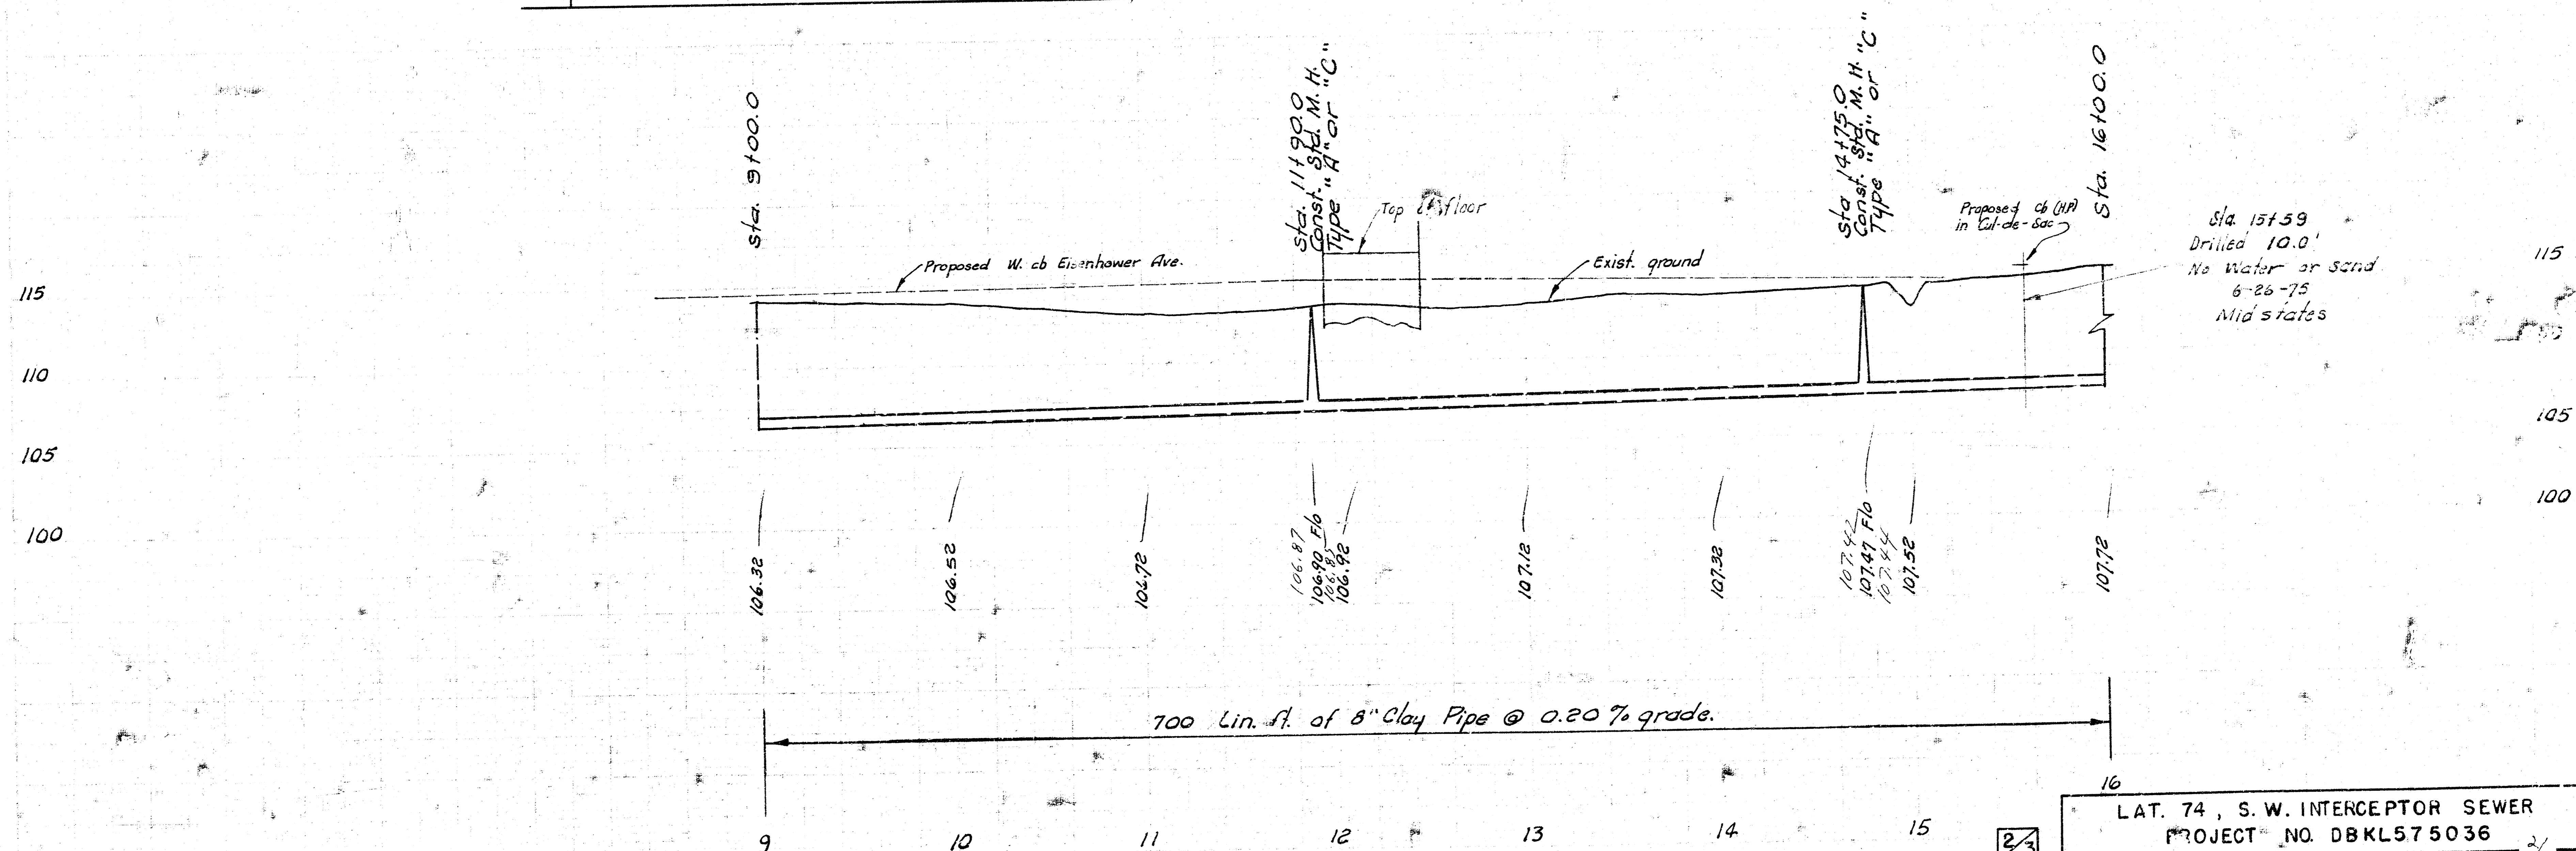 Sta. 9+00.0
Sta. 11+90.0
Const. Std. M. H.
Type "A" or "C"
Sta 14+75.0
Const. Std. M. H.
Type "A" or "C"
Sta. 16+00.0
Top floor
Proposed cb (H.P.)
in Cul-de-Sac
Sta 15+59
Drilled 10.0'
No Water or Sand
6-26-75
Midstates
Proposed W. cb Eisenhower Ave.
Exist. ground
115
110
105
100
115
105
100
106.32
106.52
106.72
106.87
106.90 F/o
106.85
106.92
107.12
107.32
107.42
107.47 F/o
107.44
107.52
107.72
700 Lin. ft. of 8" Clay Pipe @ 0.20 % grade.
9
10
11
12
13
14
15
16
2/3
LAT. 74, S. W. INTERCEPTOR SEWER
PROJECT NO. DBKL575036